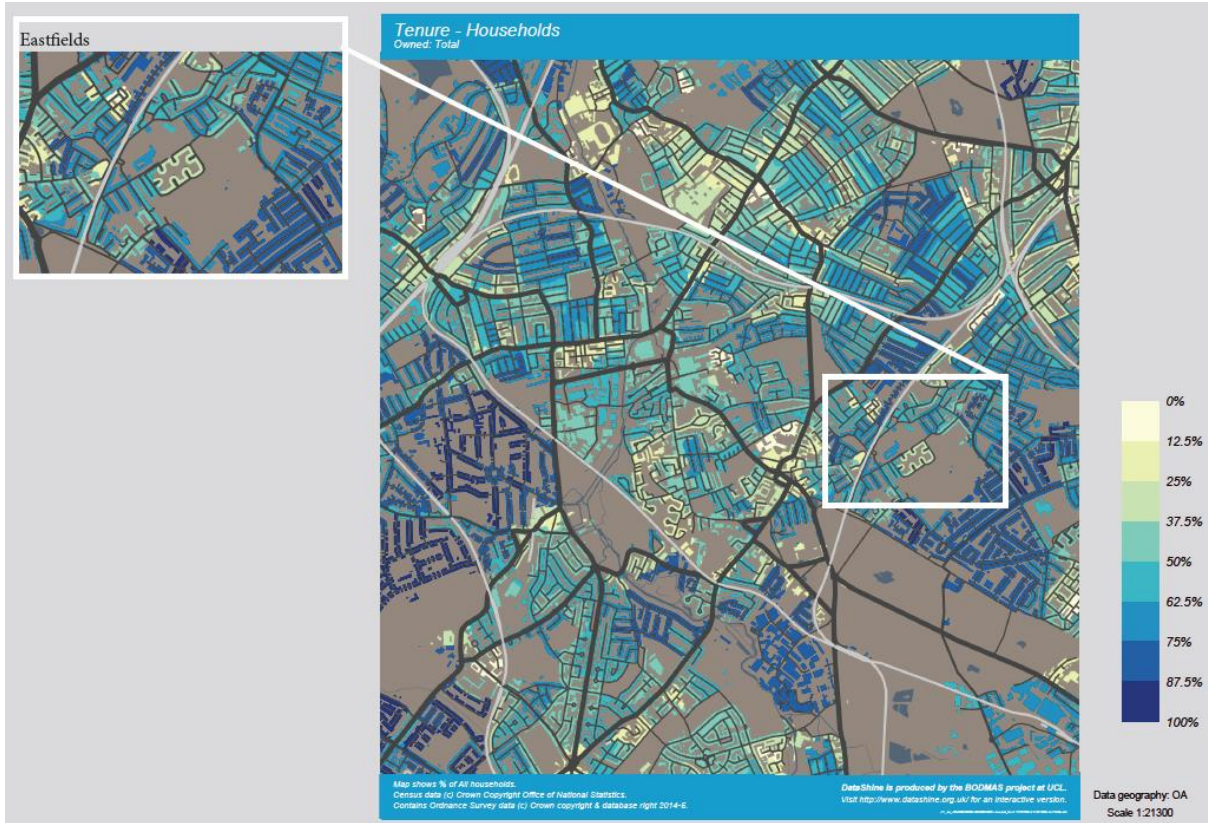 Eastfields
Tenure - Households
Owned: Total
0%
12.5%
25%
37.5%
50%
62.5%
75%
87.5%
100%
Map shows % of All households.
Census data (c) Crown Copyright Office of National Statistics.
Contains Ordnance Survey data (c) Crown copyright & database right 2014-5.
DataShine is produced by the BODMAS project at UCL.
Visit http://www.datashine.org.uk/ for an interactive version.
Data geography: OA
Scale 1:21300